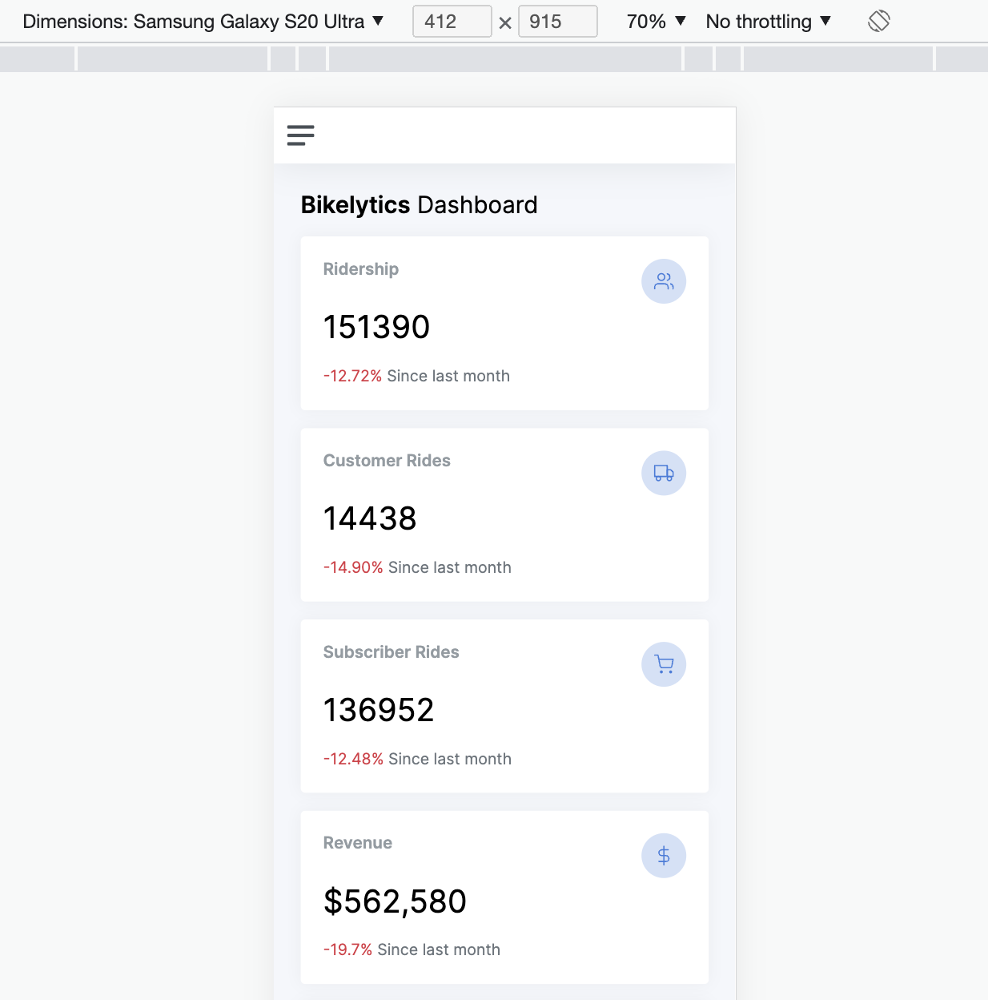 Dimensions: Samsung Galaxy S20 Ultra ▼ 412 × 915 70% ▼ No throttling ▼
Bikelytics Dashboard
Ridership
151390
-12.72% Since last month
Customer Rides
14438
-14.90% Since last month
Subscriber Rides
136952
-12.48% Since last month
Revenue
$562,580
-19.7% Since last month